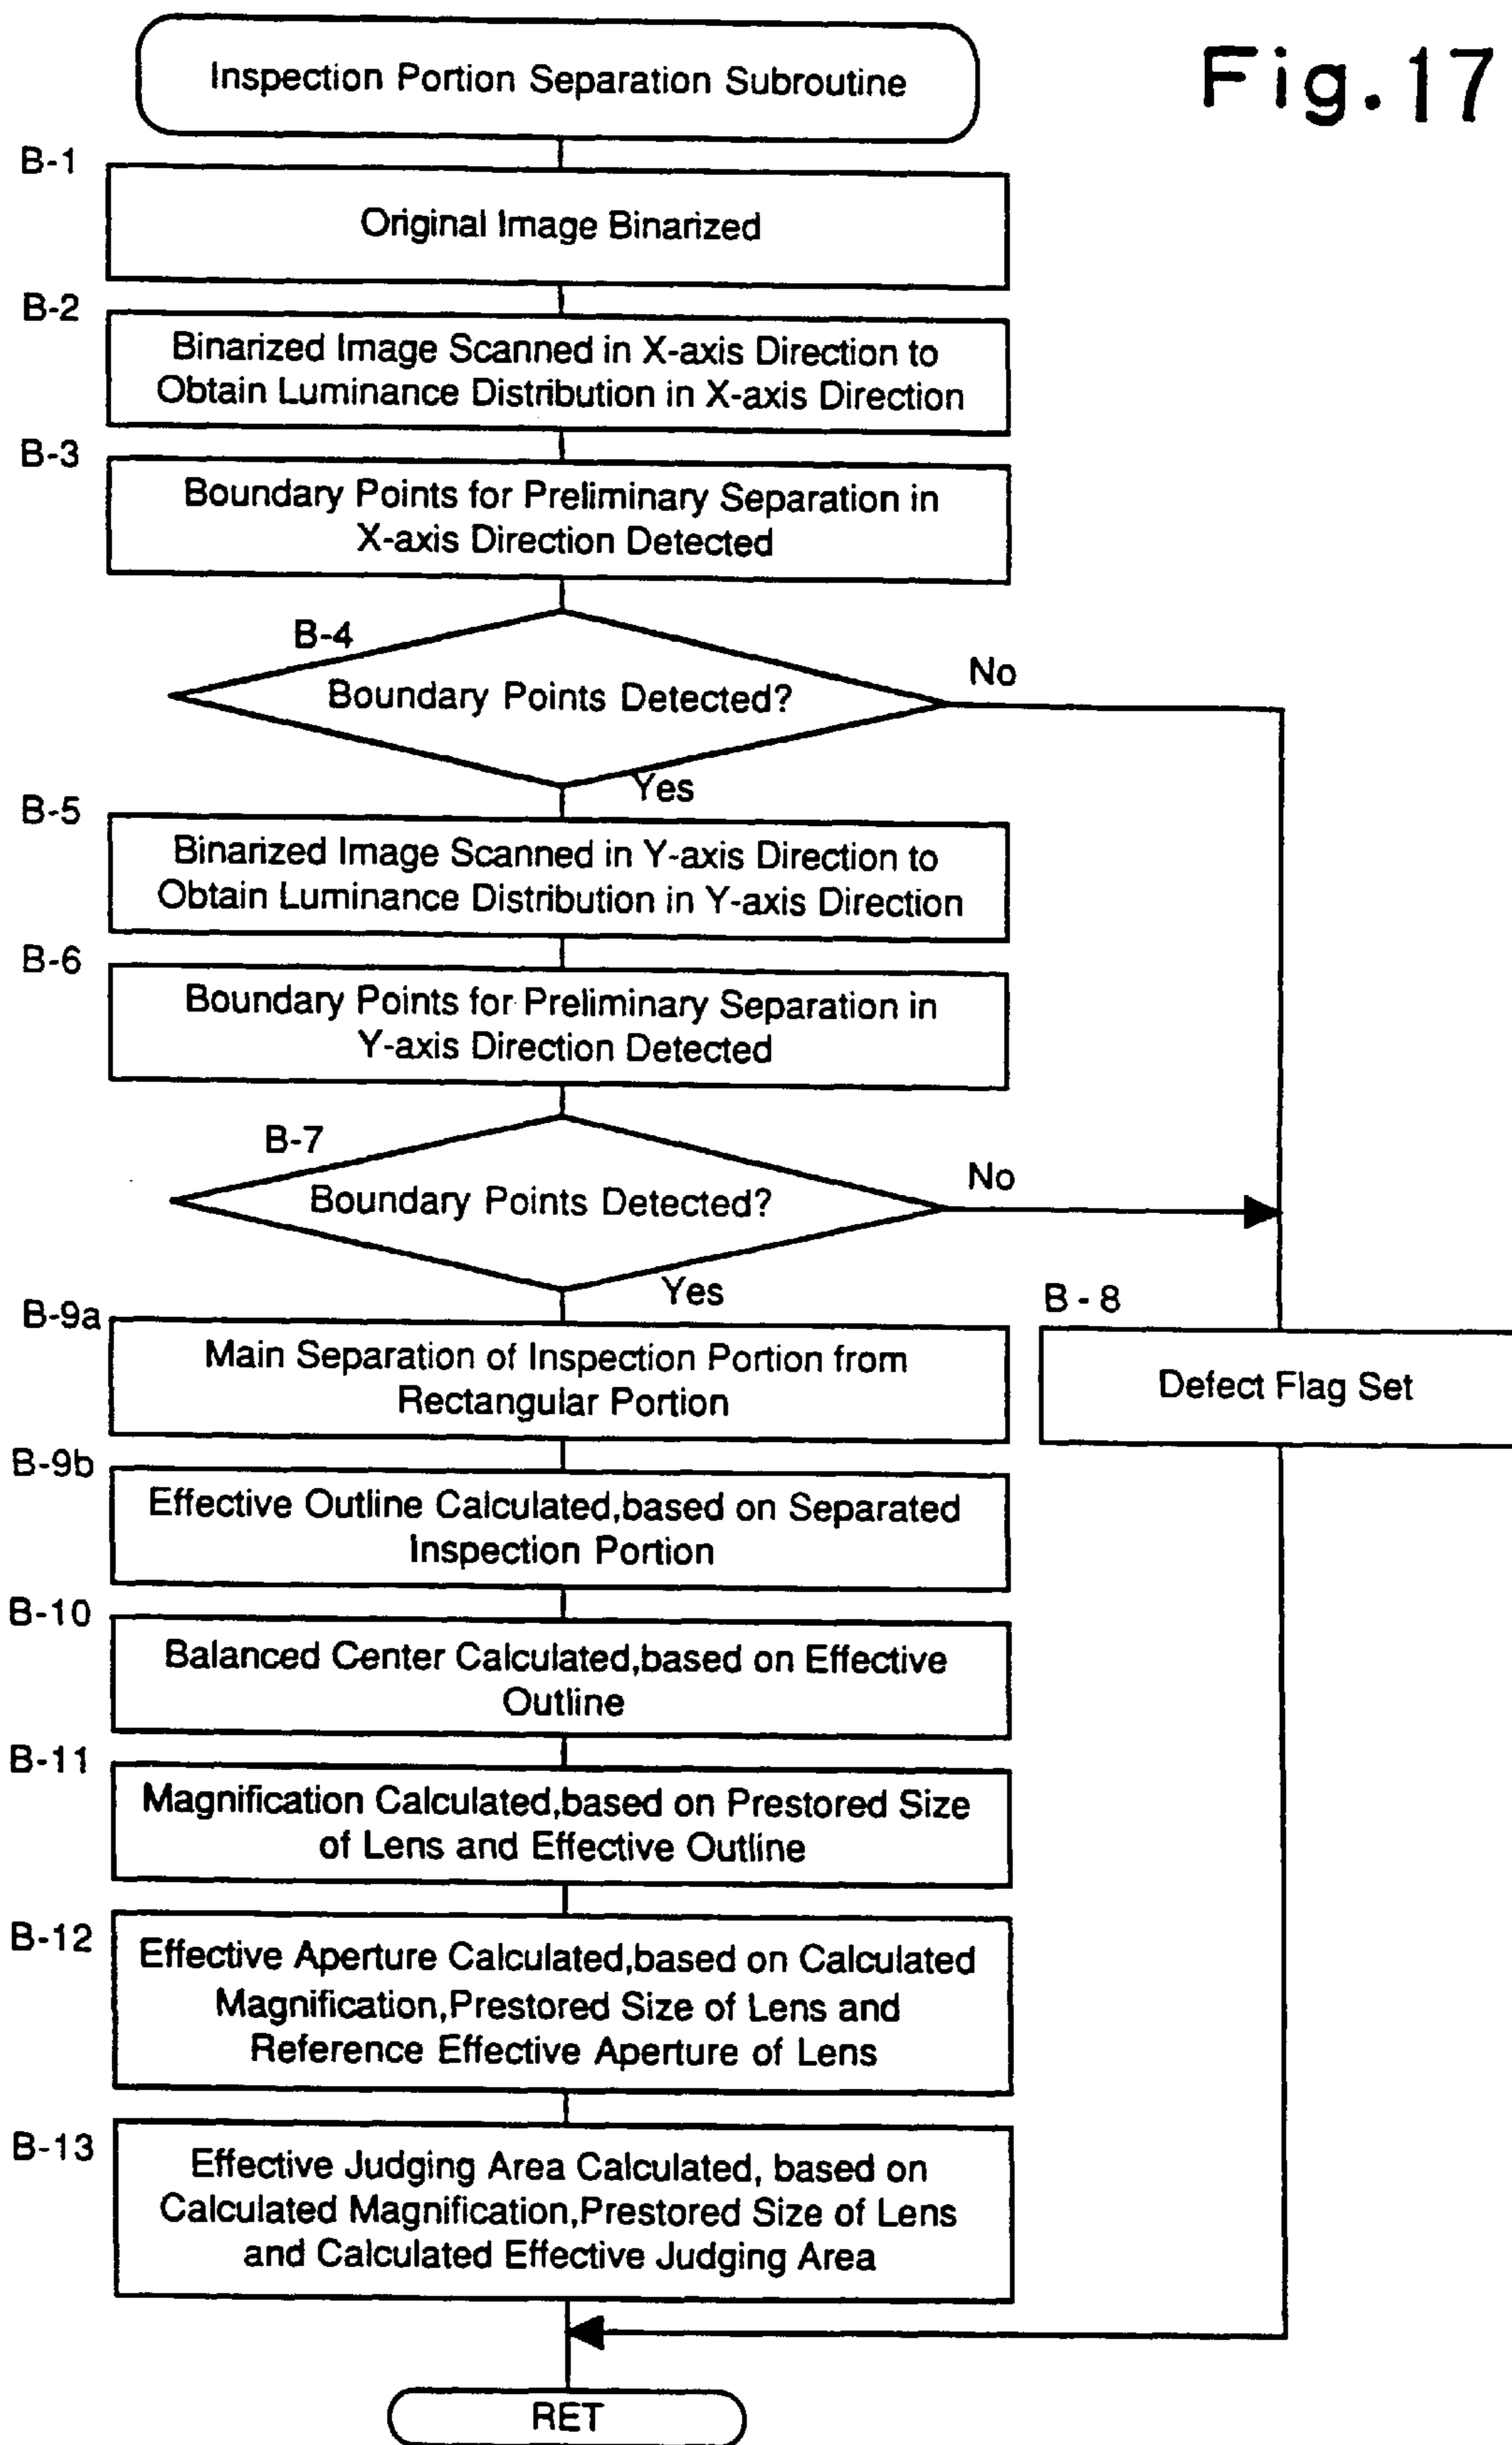 Fig.17
Inspection Portion Separation Subroutine
B-1
Original Image Binarized
B-2
Binarized Image Scanned in X-axis Direction to
Obtain Luminance Distribution in X-axis Direction
B-3
Boundary Points for Preliminary Separation in
X-axis Direction Detected
B-4
Boundary Points Detected?
No
Yes
B-5
Binarized Image Scanned in Y-axis Direction to
Obtain Luminance Distribution in Y-axis Direction
B-6
Boundary Points for Preliminary Separation in
Y-axis Direction Detected
B-7
Boundary Points Detected?
No
Yes
B-8
Defect Flag Set
B-9a
Main Separation of Inspection Portion from
Rectangular Portion
B-9b
Effective Outline Calculated,based on Separated
Inspection Portion
B-10
Balanced Center Calculated,based on Effective
Outline
B-11
Magnification Calculated,based on Prestored Size
of Lens and Effective Outline
B-12
Effective Aperture Calculated,based on Calculated
Magnification,Prestored Size of Lens and
Reference Effective Aperture of Lens
B-13
Effective Judging Area Calculated, based on
Calculated Magnification,Prestored Size of Lens
and Calculated Effective Judging Area
RET